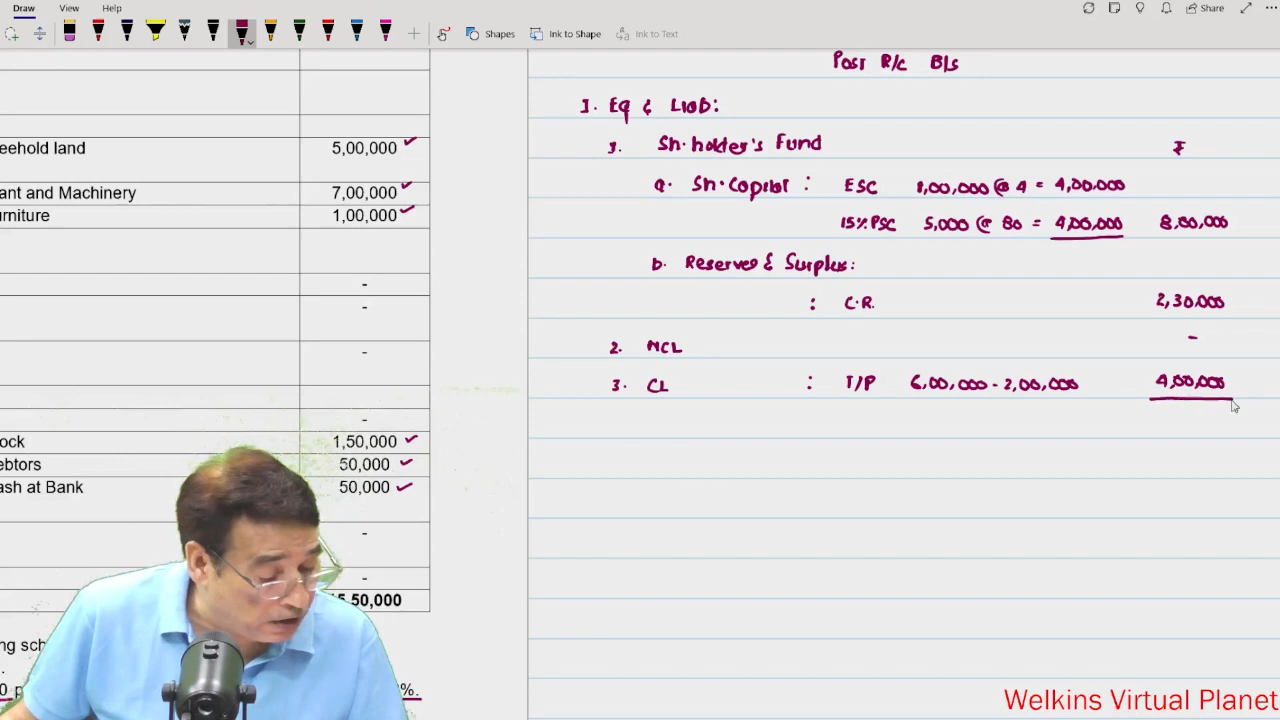 Draw View Help
Share
Shapes Ink to Shape Ink to Text
eehold land 5,00,000
ant and Machinery 7,00,000
urniture 1,00,000
-
-
-
-
ock 1,50,000
ebtors 50,000
ash at Bank 50,000
-
-
5,50,000
ng sch
0 p
%.
Post R/c B/s
I. Eq & Liab:
1. Sh.holder's Fund ₹
a. Sh.Capital : ESC 1,00,000 @ 4 = 4,00,000
15% PSC 5,000 @ 80 = 4,00,000 8,00,000
b. Reserves & Surplus:
: C.R. 2,30,000
2. NCL -
3. CL : T/P 6,00,000 - 2,00,000 4,00,000
Welkins Virtual Planet